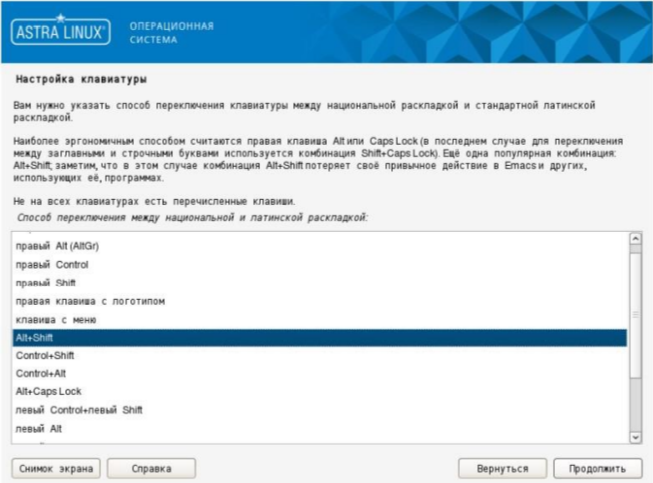 ASTRA LINUX®
ОПЕРАЦИОННАЯ
СИСТЕМА
Настройка клавиатуры
Вам нужно указать способ переключения клавиатуры между национальной раскладкой и стандартной латинской
раскладкой.
Наиболее эргономичным способом считаются правая клавиша Alt или Caps Lock (в последнем случае для переключения
между заглавными и строчными буквами используется комбинация Shift+Caps Lock). Ещё одна популярная комбинация:
Alt+Shift; заметим, что в этом случае комбинация Alt+Shift потеряет своё привычное действие в Emacs и других,
использующих её, программах.
Не на всех клавиатурах есть перечисленные клавиши.
Способ переключения между национальной и латинской раскладкой:
правый Alt (AltGr)
правый Control
правый Shift
правая клавиша с логотипом
клавиша с меню
Alt+Shift
Control+Shift
Control+Alt
Alt+Caps Lock
левый Control+левый Shift
левый Alt
Снимок экрана
Справка
Вернуться
Продолжить